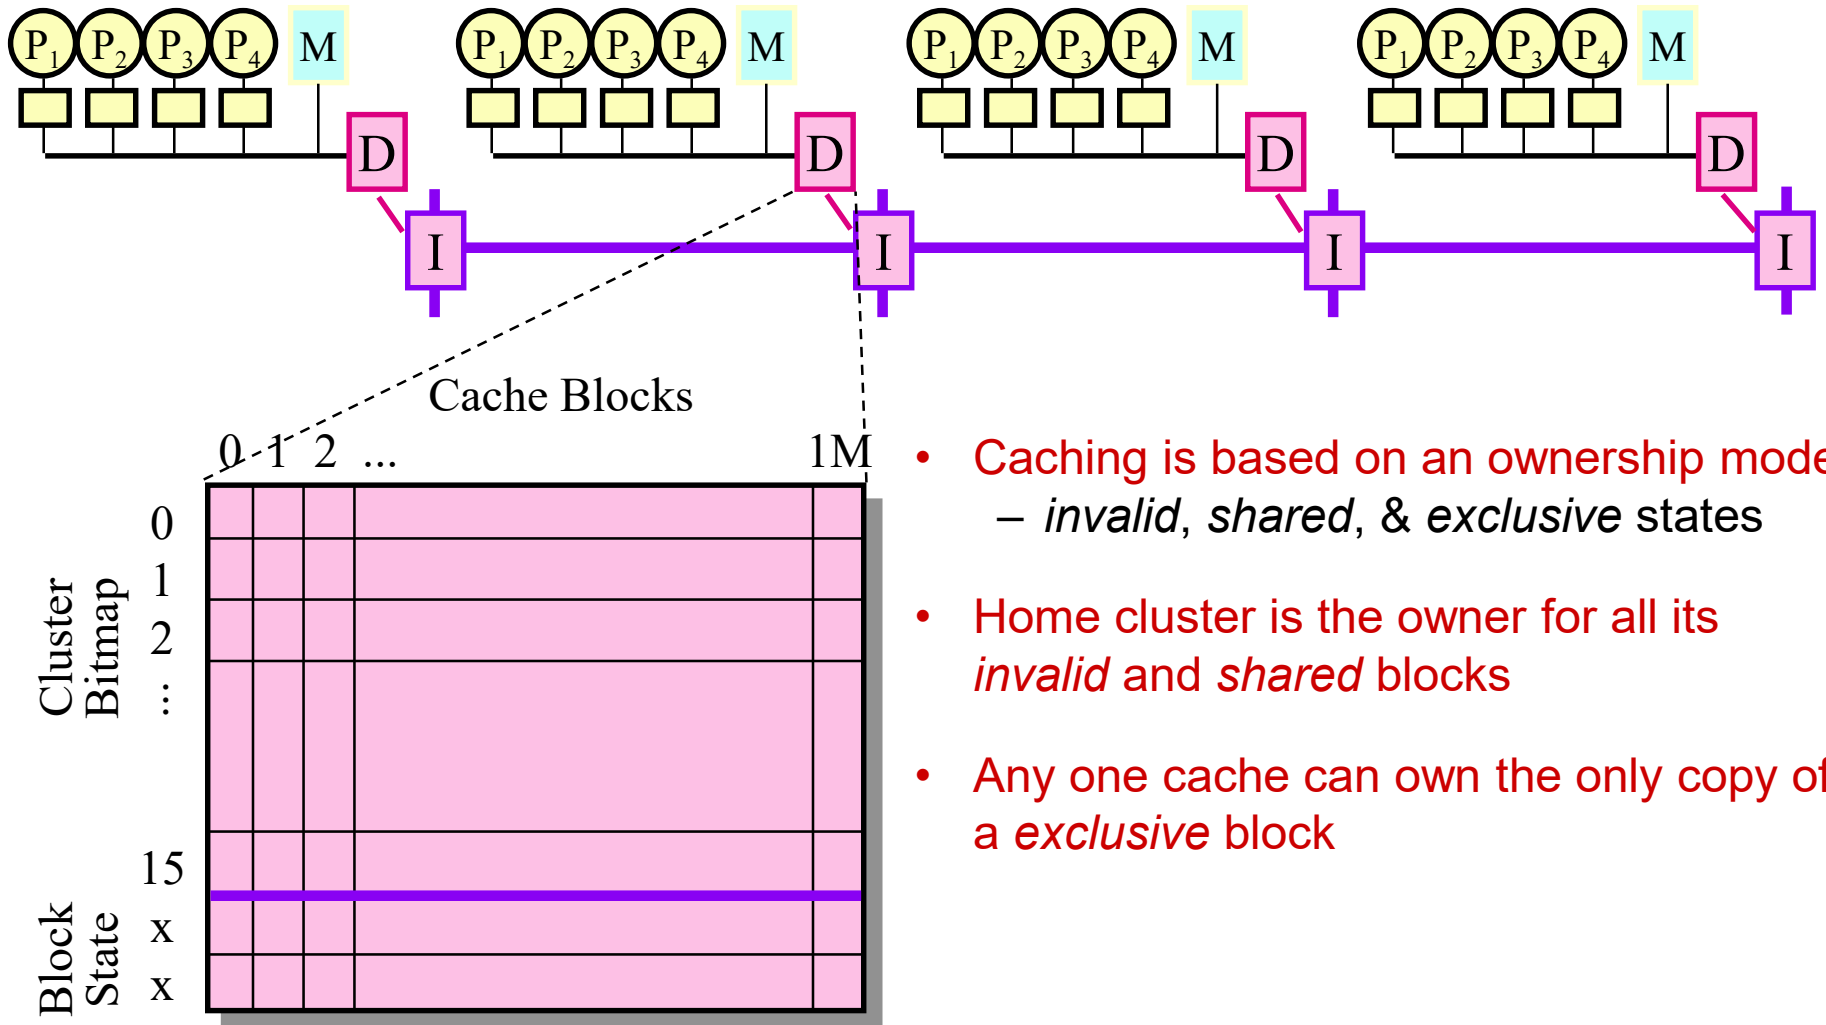 P1 P2 P3 P4 M P1 P2 P3 P4 M P1 P2 P3 P4 M P1 P2 P3 P4 M
D D D D
I I I I
Cache Blocks
0 1 2 ... 1M
0
1
2
...
15
x
x
Cluster
Bitmap
Block
State
• Caching is based on an ownership mode
– invalid, shared, & exclusive states
• Home cluster is the owner for all its
invalid and shared blocks
• Any one cache can own the only copy of
a exclusive block